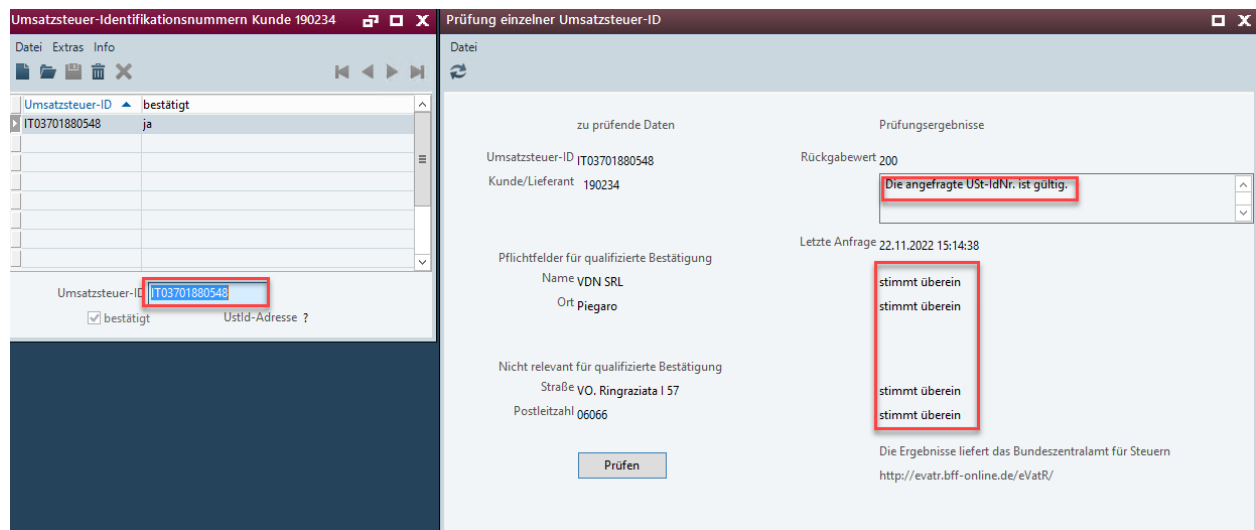 Umsatzsteuer-Identifikationsnummern Kunde 190234
Datei Extras Info
Umsatzsteuer-ID bestätigt
IT03701880548 ja
Umsatzsteuer-ID IT03701880548
bestätigt UstId-Adresse ?
Prüfung einzelner Umsatzsteuer-ID
Datei
zu prüfende Daten Prüfungsergebnisse
Umsatzsteuer-ID IT03701880548 Rückgabewert 200
Kunde/Lieferant 190234 Die angefragte USt-IdNr. ist gültig.
Letzte Anfrage 22.11.2022 15:14:38
Pflichtfelder für qualifizierte Bestätigung
Name VDN SRL stimmt überein
Ort Piegaro stimmt überein
Nicht relevant für qualifizierte Bestätigung
Straße VO. Ringraziata I 57 stimmt überein
Postleitzahl 06066 stimmt überein
Die Ergebnisse liefert das Bundeszentralamt für Steuern
Prüfen http://evatr.bff-online.de/eVatR/